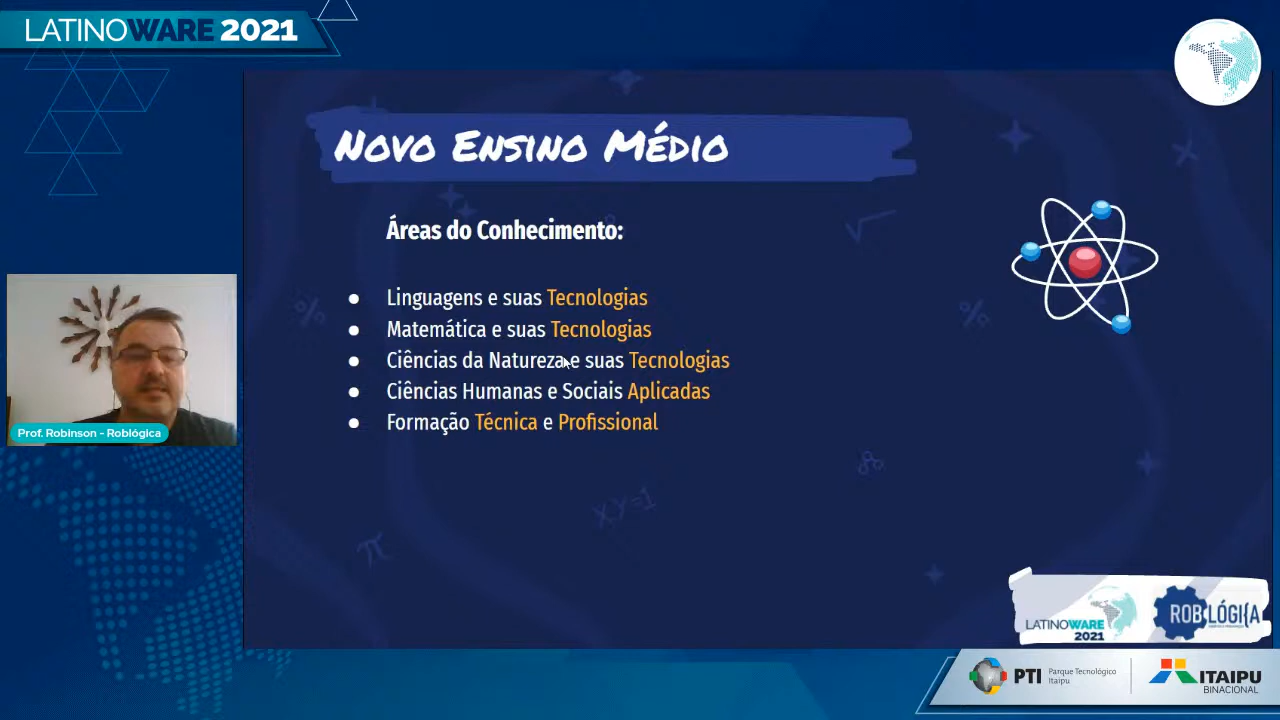 LATINOWARE 2021
NOVO ENSINO MÉDIO
Áreas do Conhecimento:
● Linguagens e suas Tecnologias
● Matemática e suas Tecnologias
● Ciências da Natureza e suas Tecnologias
● Ciências Humanas e Sociais Aplicadas
● Formação Técnica e Profissional
Prof. Robinson - Roblógica
XY=1
π
%
%
√
LATINOWARE
2021
ROBLÓGICA
PTI
Parque Tecnológico
Itaipu
ITAIPU
BINACIONAL